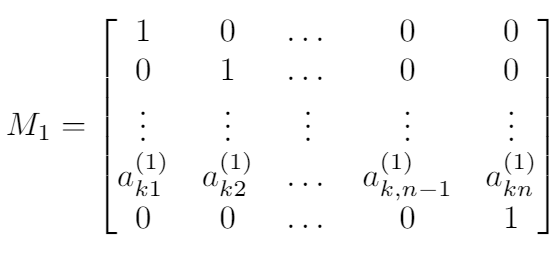 1 0 … 0 0
0 1 … 0 0
M₁ = ⋮ ⋮ ⋮ ⋮ ⋮
a_{k1}^{(1)} a_{k2}^{(1)} … a_{k,n−1}^{(1)} a_{kn}^{(1)}
0 0 … 0 1